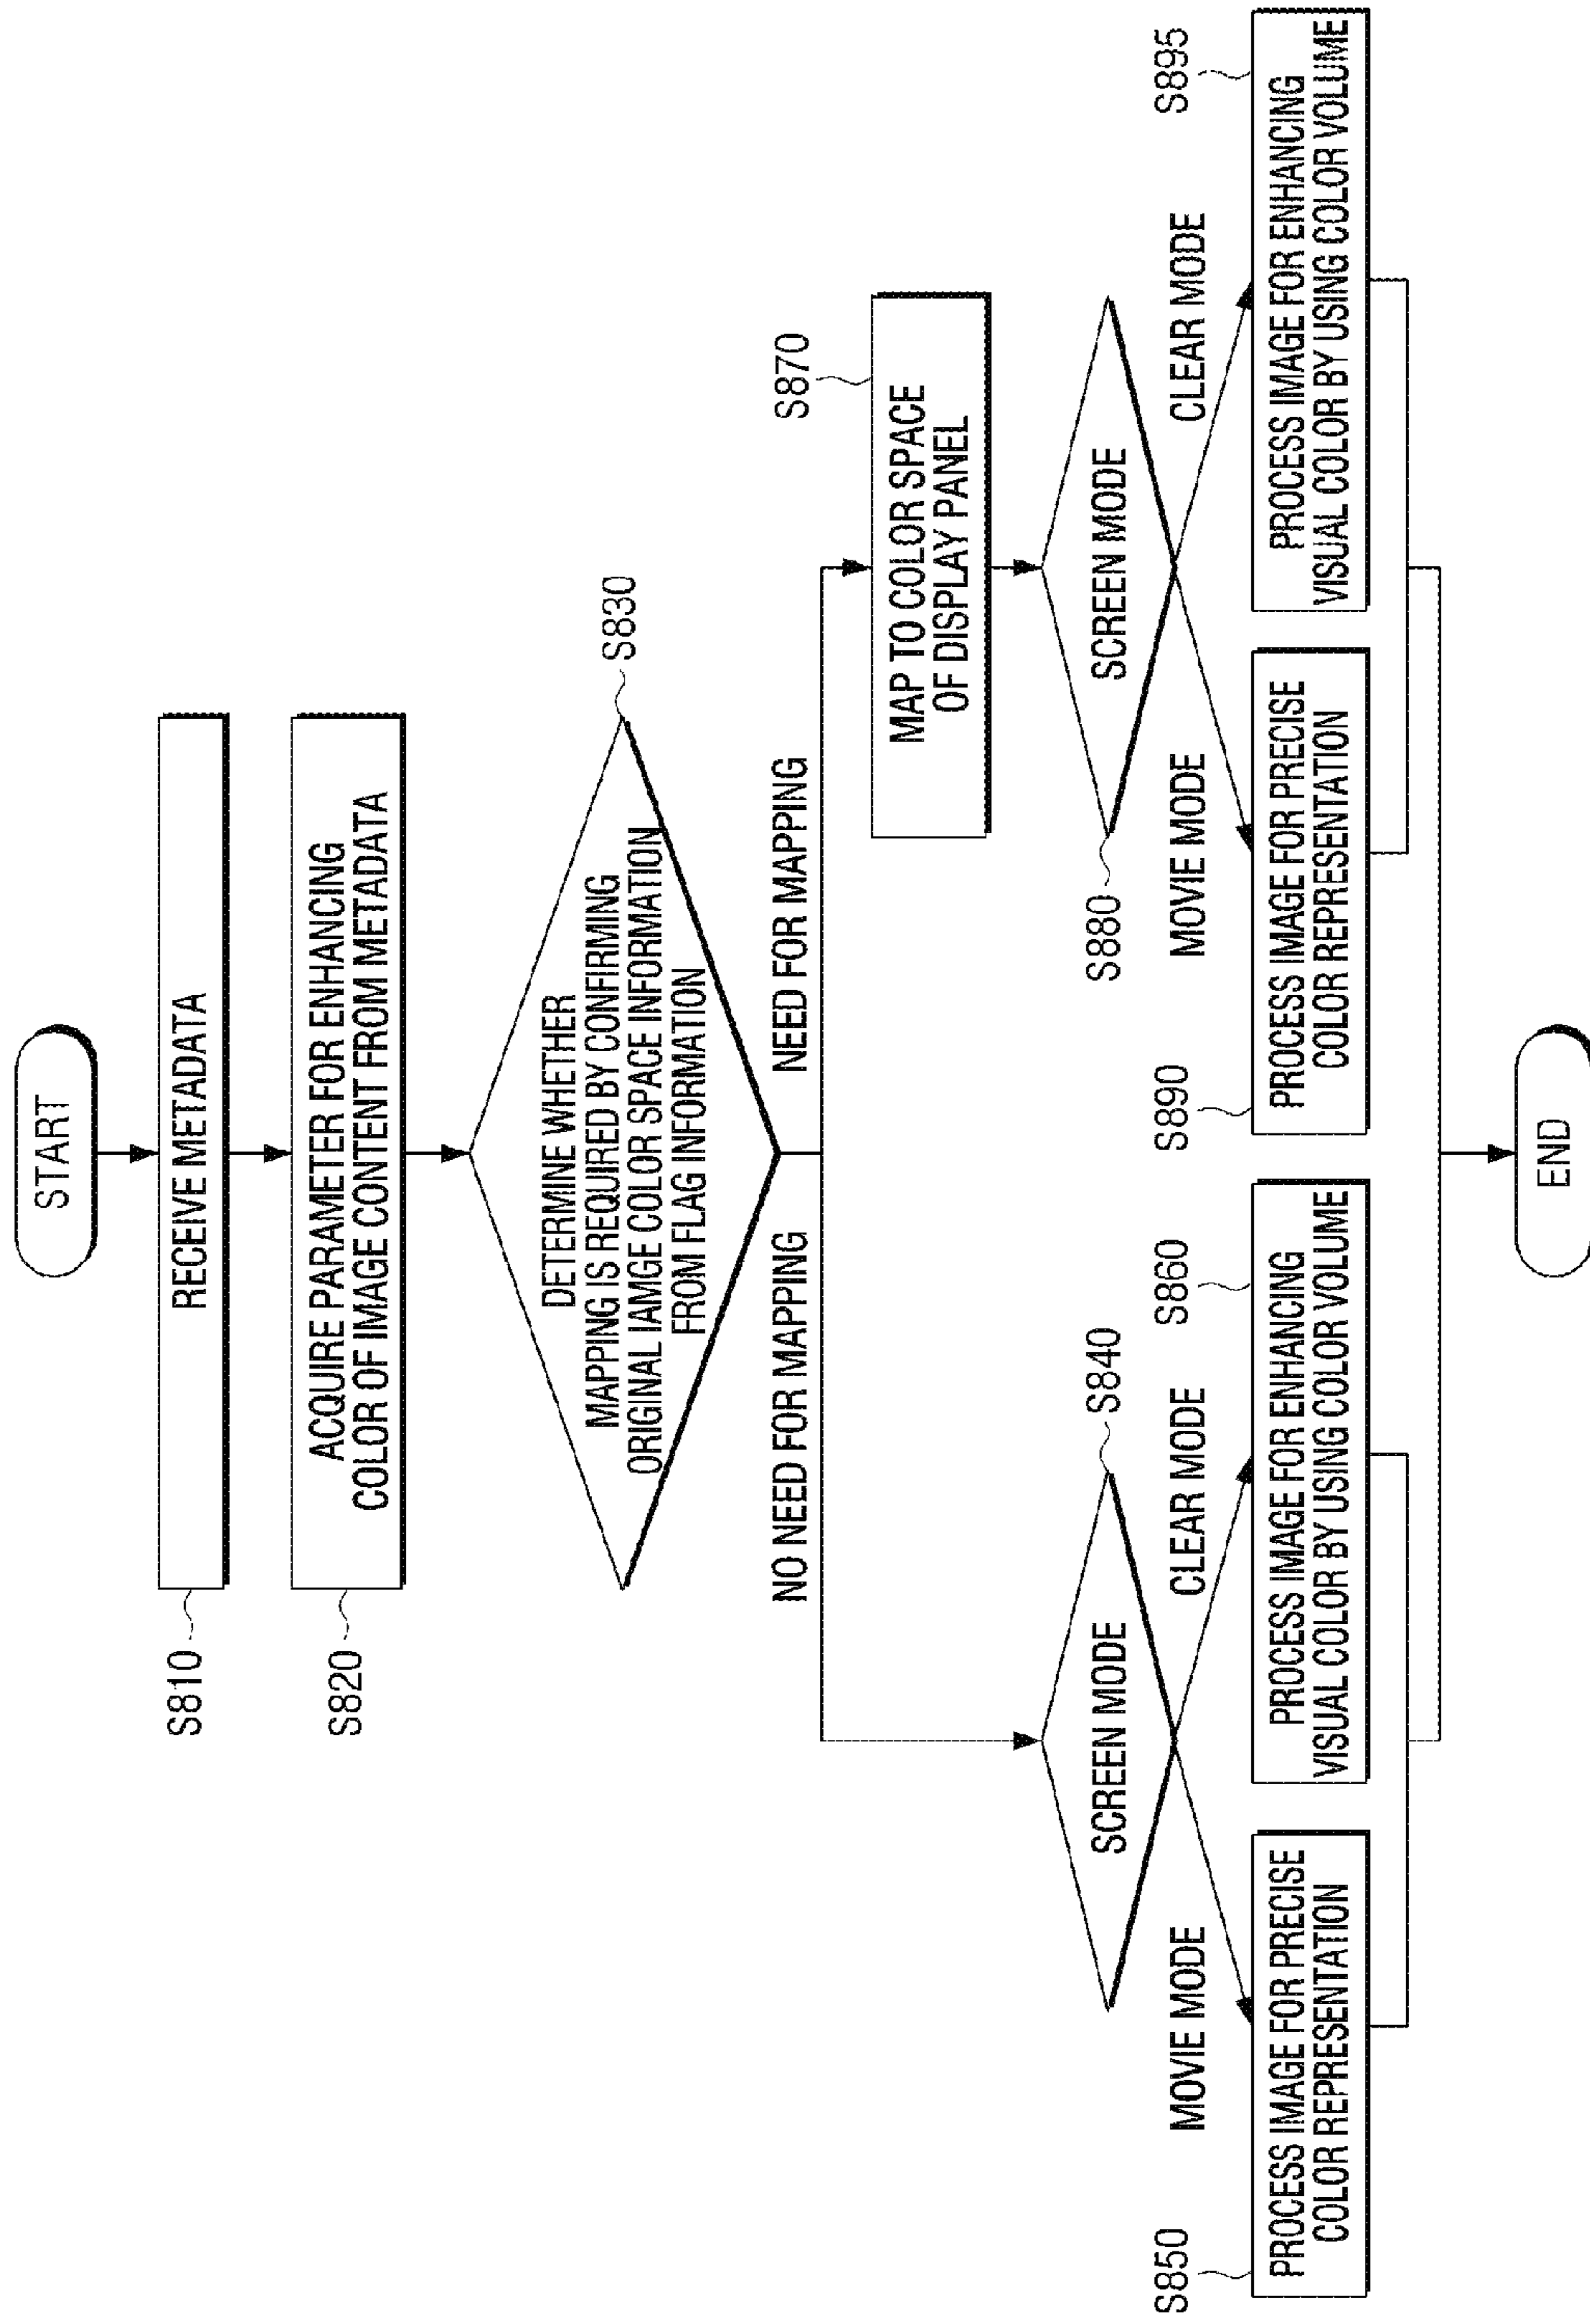 START
S810
RECEIVE METADATA
S820
ACQUIRE PARAMETER FOR ENHANCING
COLOR OF IMAGE CONTENT FROM METADATA
S830
DETERMINE WHETHER
MAPPING IS REQUIRED BY CONFIRMING
ORIGINAL IAMGE COLOR SPACE INFORMATION
FROM FLAG INFORMATION
NO NEED FOR MAPPING
NEED FOR MAPPING
S870
MAP TO COLOR SPACE
OF DISPLAY PANEL
S840
SCREEN MODE
S880
SCREEN MODE
MOVIE MODE
CLEAR MODE
MOVIE MODE
CLEAR MODE
S850
PROCESS IMAGE FOR PRECISE
COLOR REPRESENTATION
S860
PROCESS IMAGE FOR ENHANCING
VISUAL COLOR BY USING COLOR VOLUME
S890
PROCESS IMAGE FOR PRECISE
COLOR REPRESENTATION
S895
PROCESS IMAGE FOR ENHANCING
VISUAL COLOR BY USING COLOR VOLUME
END